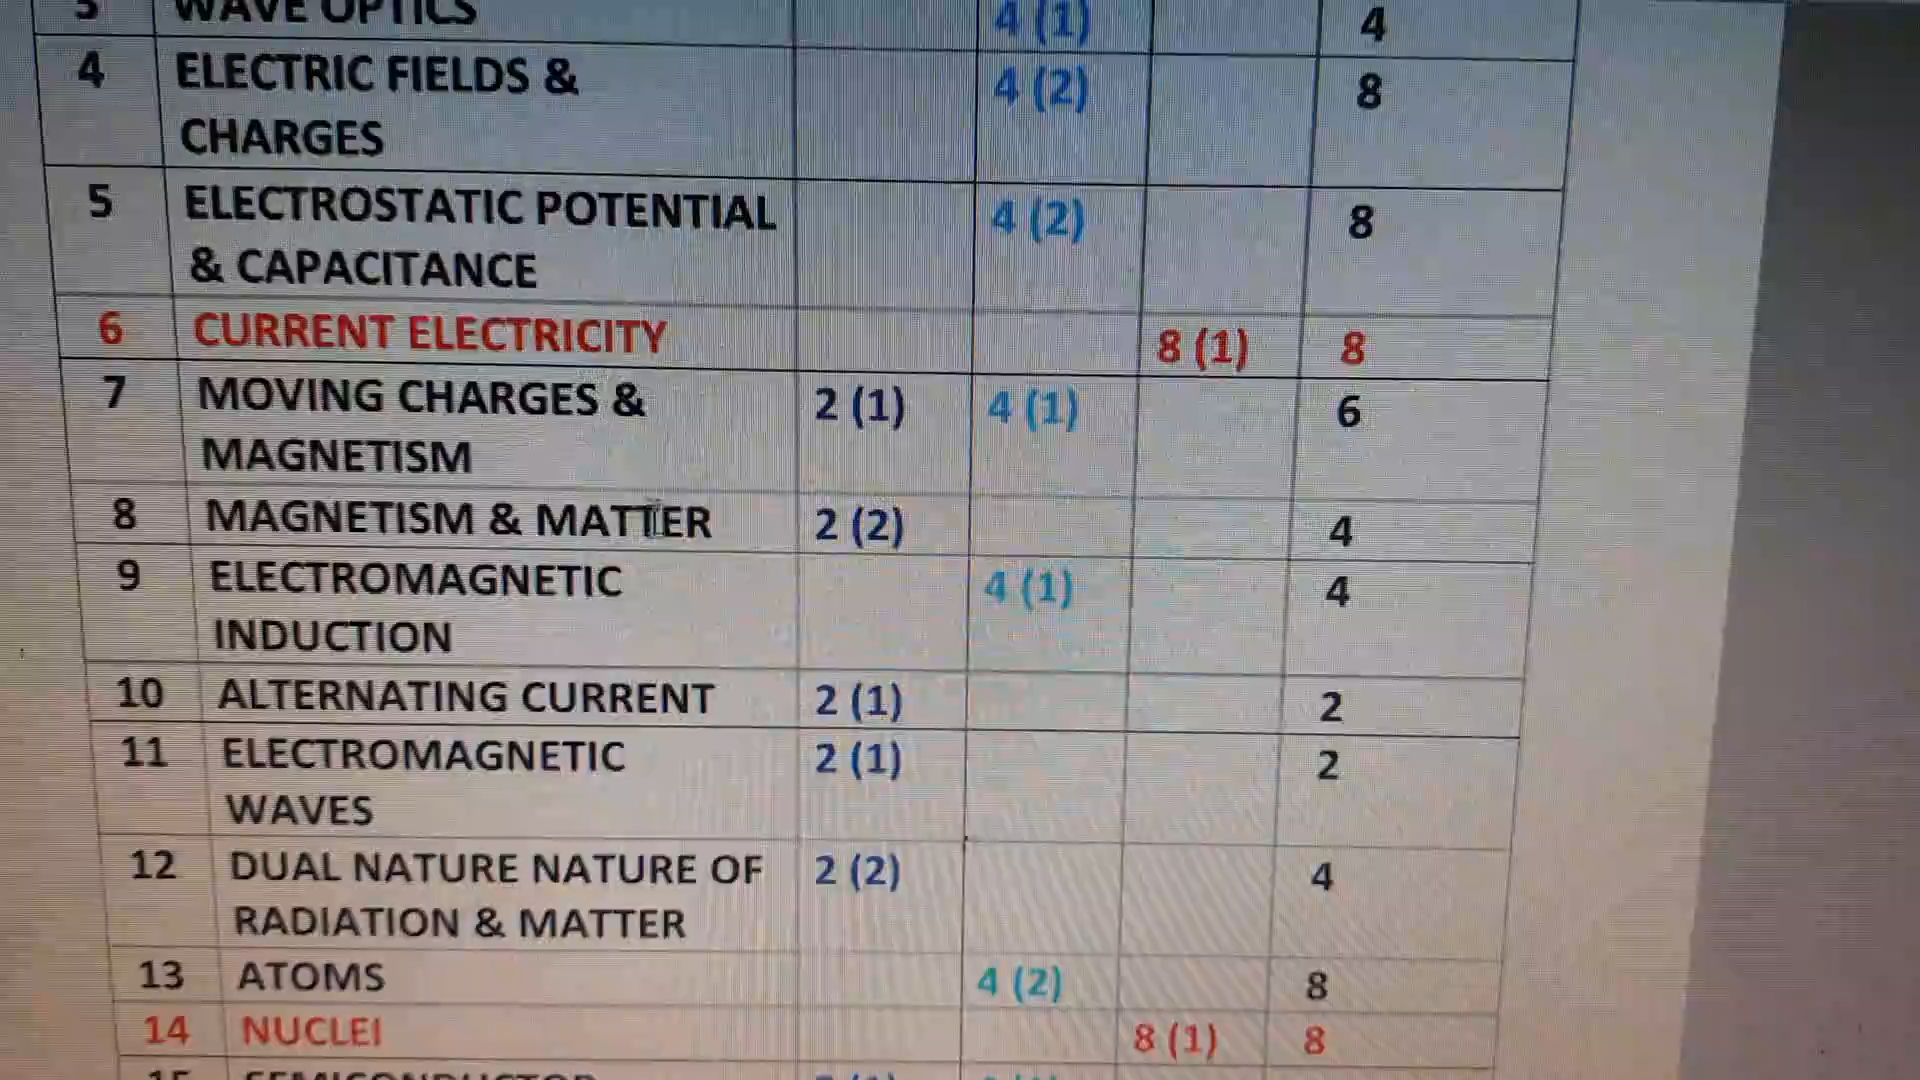 3 WAVE OPTICS 4 (1) 4
4 ELECTRIC FIELDS & 4 (2) 8
CHARGES
5 ELECTROSTATIC POTENTIAL 4 (2) 8
& CAPACITANCE
6 CURRENT ELECTRICITY 8 (1) 8
7 MOVING CHARGES & 2 (1) 4 (1) 6
MAGNETISM
8 MAGNETISM & MATTER 2 (2) 4
9 ELECTROMAGNETIC 4 (1) 4
INDUCTION
10 ALTERNATING CURRENT 2 (1) 2
11 ELECTROMAGNETIC 2 (1) 2
WAVES
12 DUAL NATURE NATURE OF 2 (2) 4
RADIATION & MATTER
13 ATOMS 4 (2) 8
14 NUCLEI 8 (1) 8
15 SEMICONDUCTOR